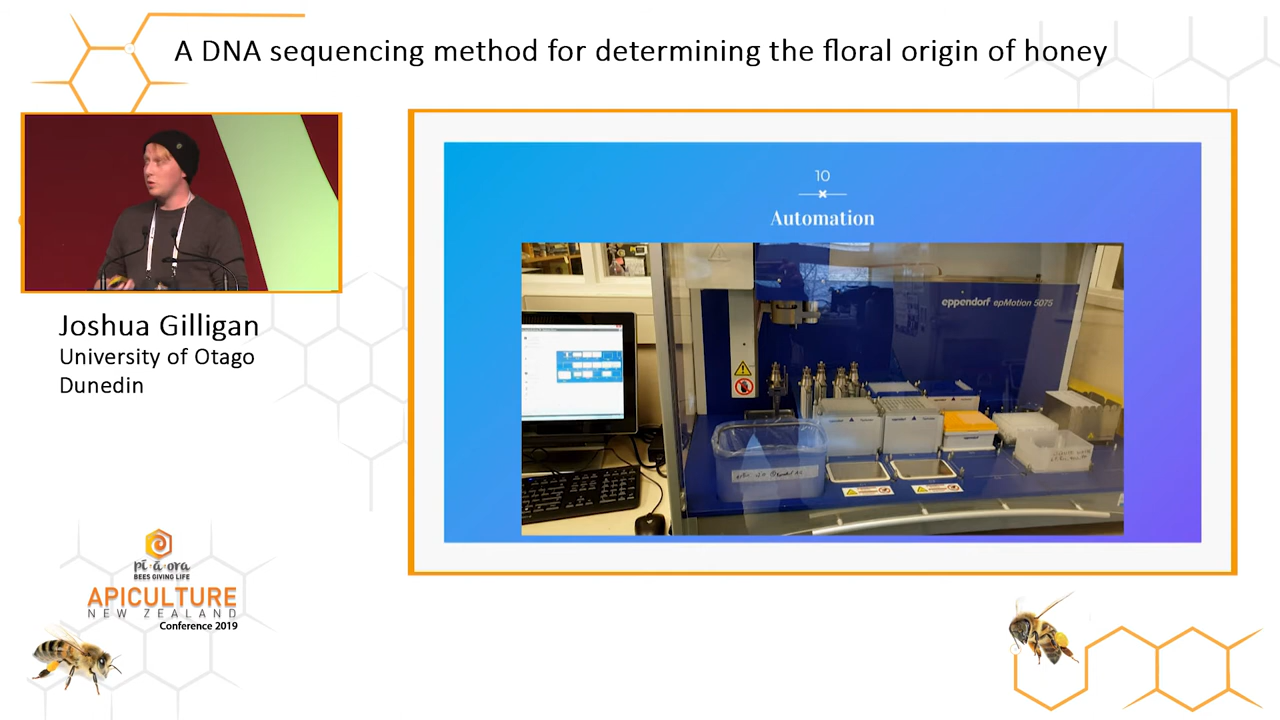 A DNA sequencing method for determining the floral origin of honey
10
Automation
eppendorf epMotion 5075
Joshua Gilligan
University of Otago
Dunedin
pī·ā·ora
BEES GIVING LIFE
APICULTURE
NEW ZEALAND
Conference 2019